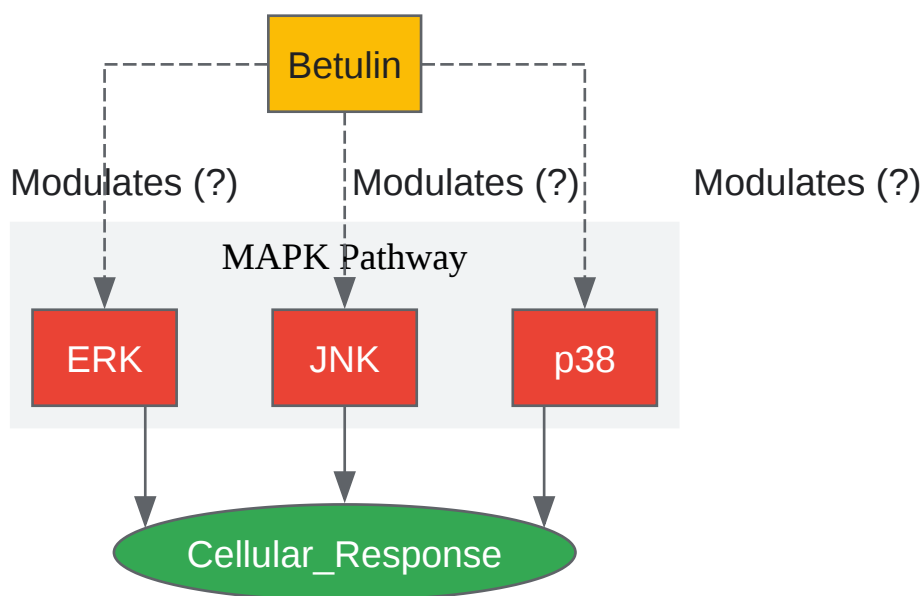 Betulin
Modulates (?) Modulates (?) Modulates (?)
MAPK Pathway
ERK JNK p38
Cellular_Response